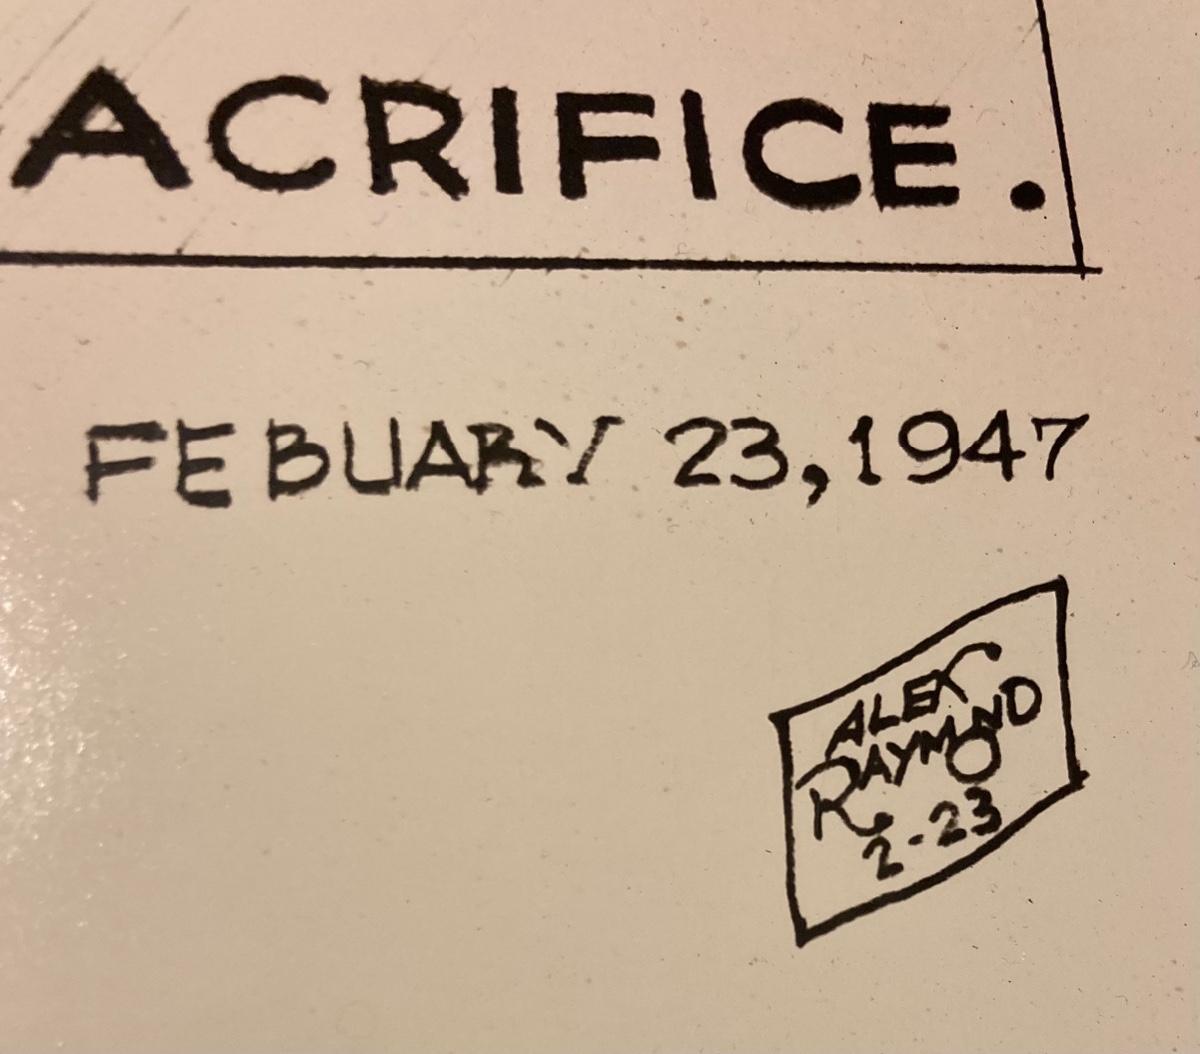 ACRIFICE.
FEBUARY 23, 1947
ALEX
RAYMOND
2-23